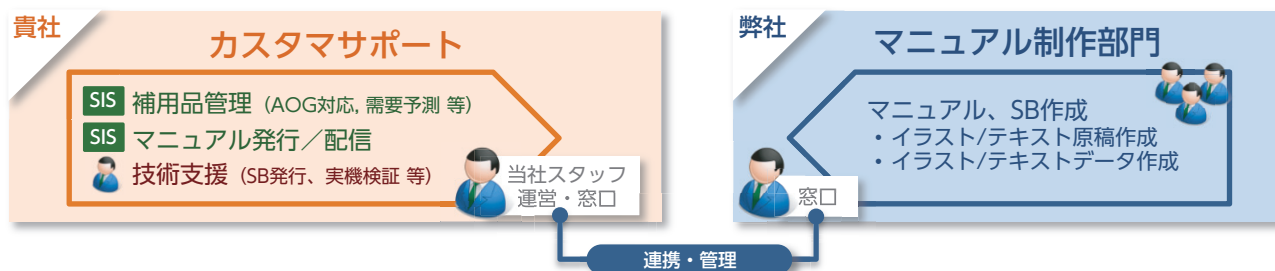 貴社
カスタマサポート
SIS 補用品管理 (AOG対応, 需要予測 等)
SIS マニュアル発行／配信
技術支援 (SB発行、実機検証 等)
当社スタッフ
運営・窓口
弊社
マニュアル制作部門
マニュアル、SB作成
・イラスト/テキスト原稿作成
・イラスト/テキストデータ作成
窓口
連携・管理